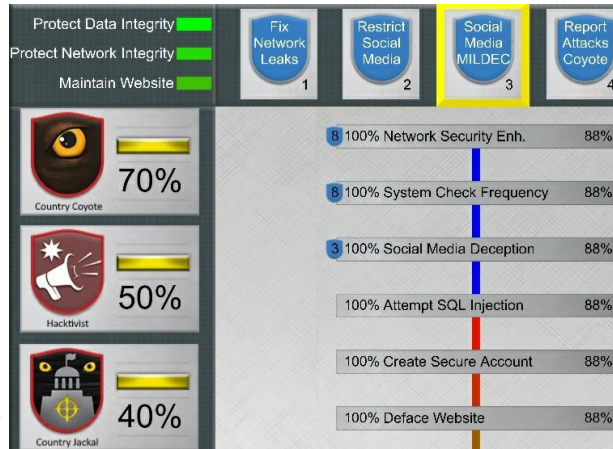 Protect Data Integrity
Protect Network Integrity
Maintain Website
Fix
Network
Leaks
1
Restrict
Social
Media
2
Social
Media
MILDEC
3
Report
Attacks
Coyote
4
70%
Country Coyote
50%
Hacktivist
40%
Country Jackal
8 100% Network Security Enh. 88%
8 100% System Check Frequency 88%
3 100% Social Media Deception 88%
100% Attempt SQL Injection 88%
100% Create Secure Account 88%
100% Deface Website 88%